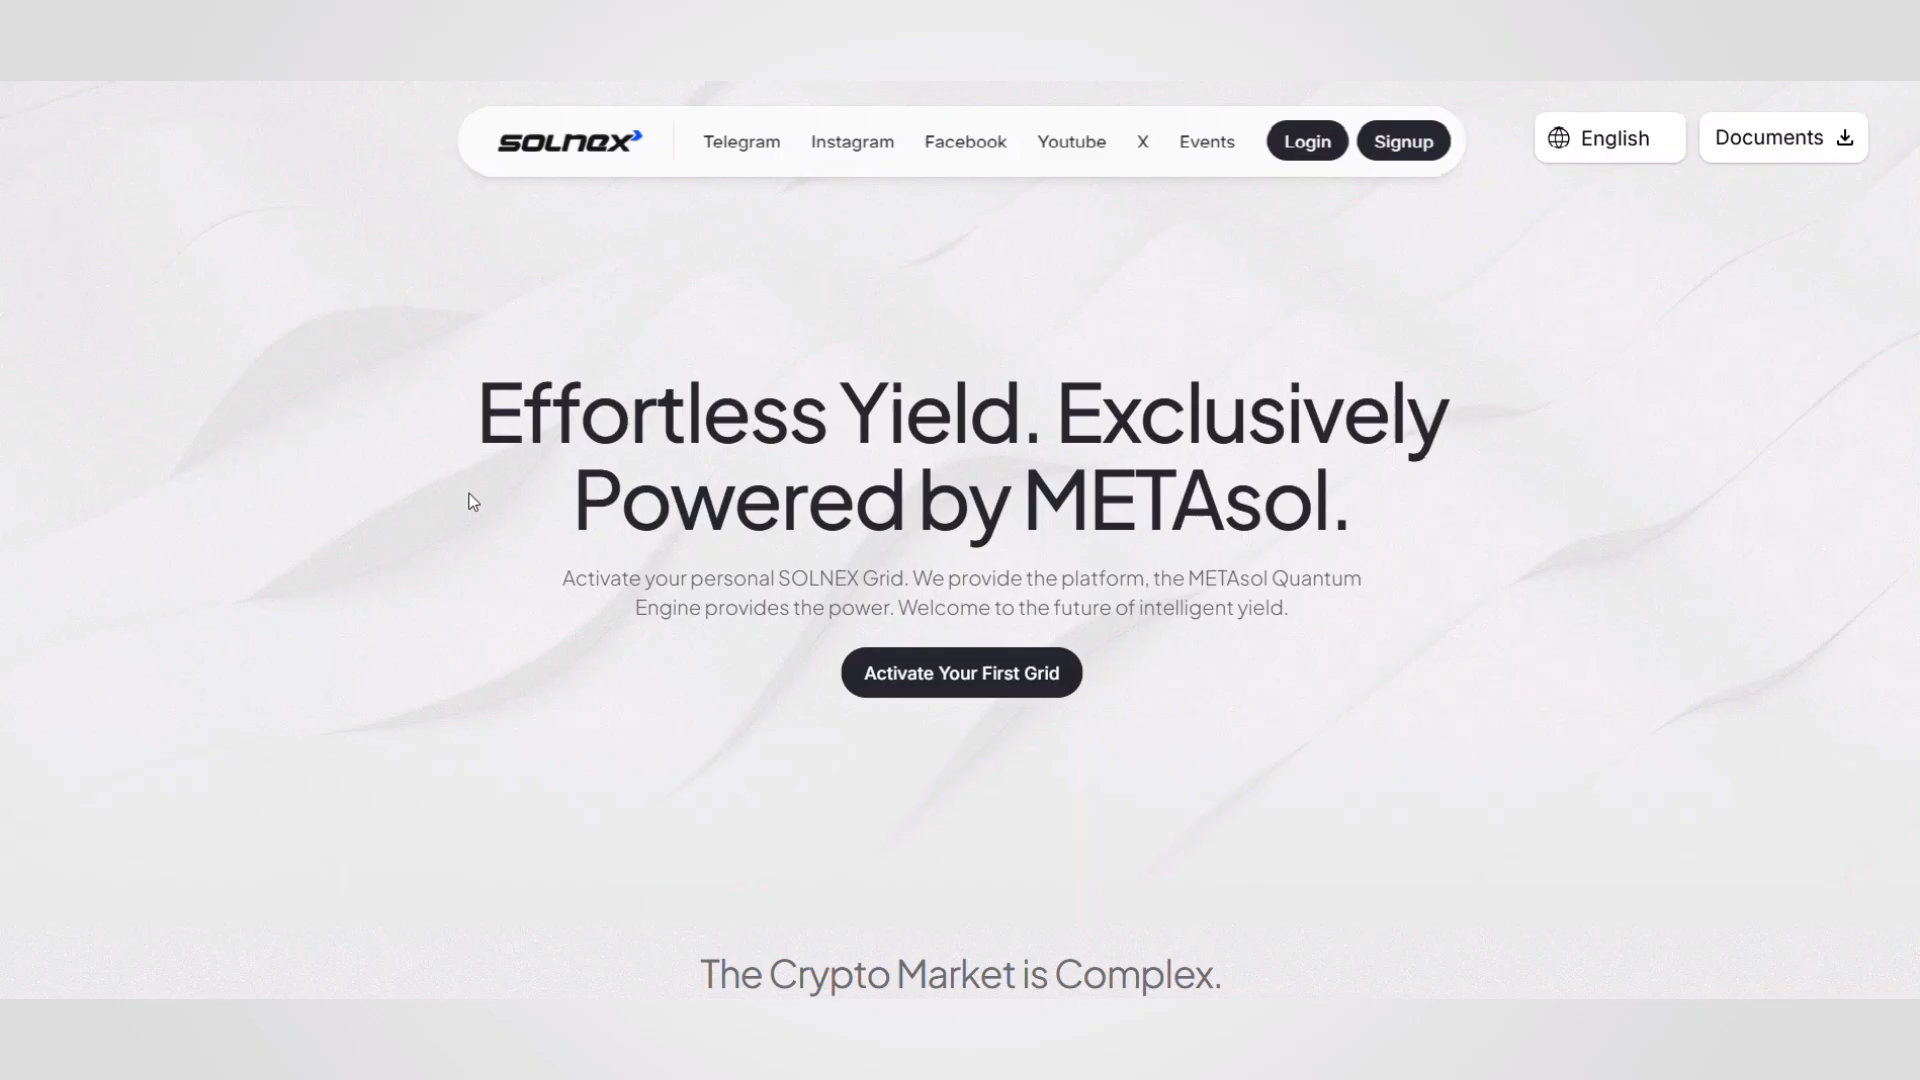 SOLNEX
Telegram Instagram Facebook Youtube X Events Login Signup
English
Documents
Effortless Yield. Exclusively
Powered by METAsol.
Activate your personal SOLNEX Grid. We provide the platform, the METAsol Quantum
Engine provides the power. Welcome to the future of intelligent yield.
Activate Your First Grid
The Crypto Market is Complex.